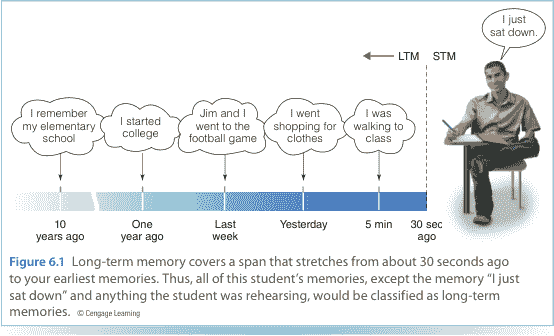 I just
sat down.
LTM
STM
I remember
my elementary
school
I started
college
Jim and I
went to the
football game
I went
shopping for
clothes
I was
walking to
class
10
years ago
One
year ago
Last
week
Yesterday
5 min
30 sec
ago
Figure 6.1 Long-term memory covers a span that stretches from about 30 seconds ago
to your earliest memories. Thus, all of this student's memories, except the memory “I just
sat down” and anything the student was rehearsing, would be classified as long-term
memories. © Cengage Learning